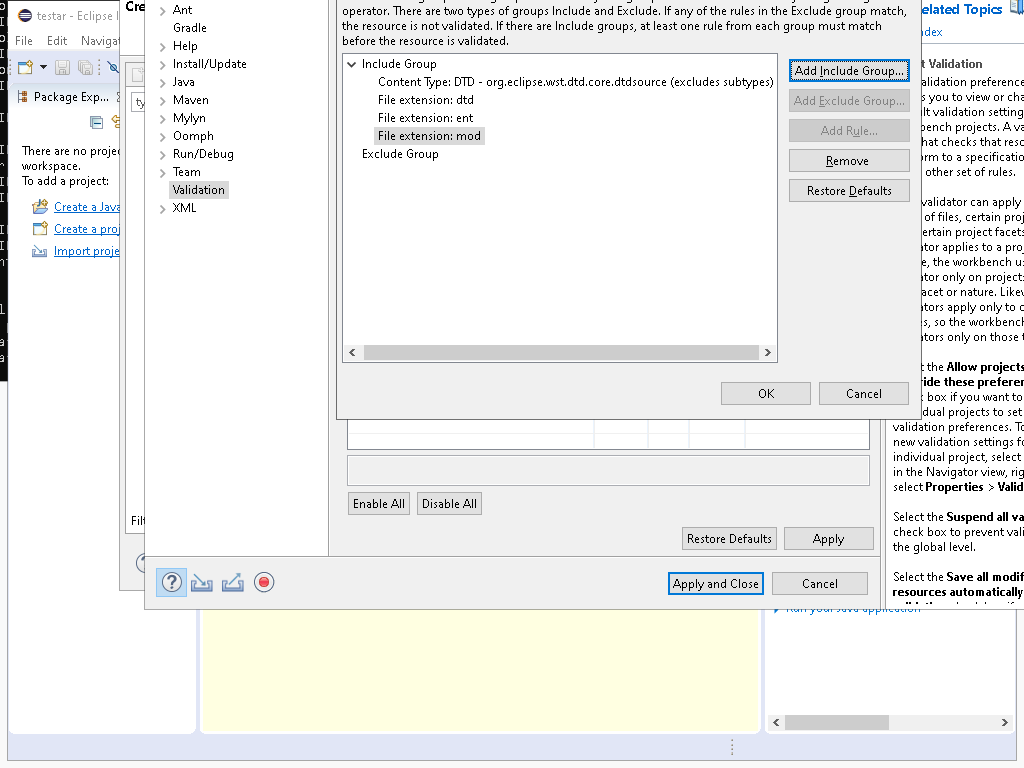 testar - Eclipse I
File Edit Navigat
Package Exp...
There are no projec
workspace.
To add a project:
Create a Java
Create a proj
Import proje
Cre
ty
Filt
Ant
Gradle
Help
Install/Update
Java
Maven
Mylyn
Oomph
Run/Debug
Team
Validation
XML
operator. There are two types of groups Include and Exclude. If any of the rules in the Exclude group match,
the resource is not validated. If there are Include groups, at least one rule from each group must match
before the resource is validated.
Include Group
Content Type: DTD - org.eclipse.wst.dtd.core.dtdsource (excludes subtypes)
File extension: dtd
File extension: ent
File extension: mod
Exclude Group
Add Include Group...
Add Exclude Group...
Add Rule...
Remove
Restore Defaults
OK Cancel
Enable All Disable All
Restore Defaults Apply
Apply and Close Cancel
elated Topics
dex
t Validation
alidation preference
s you to view or cha
ult validation setting
bench projects. A va
hat checks that reso
orm to a specification
other set of rules.
validator can apply
of files, certain proj
ertain project facets
ator applies to a proj
e, the workbench us
ator only on projects
acet or nature. Likew
ators apply only to c
s, so the workbench
ators only on those t
t the Allow projects
ride these preferen
k box if you want to
dual projects to set
validation preferences. To
new validation settings fo
individual project, select
in the Navigator view, rig
select Properties > Valid
Select the Suspend all va
check box to prevent vali
the global level.
Select the Save all modif
resources automatically
Run your Java application